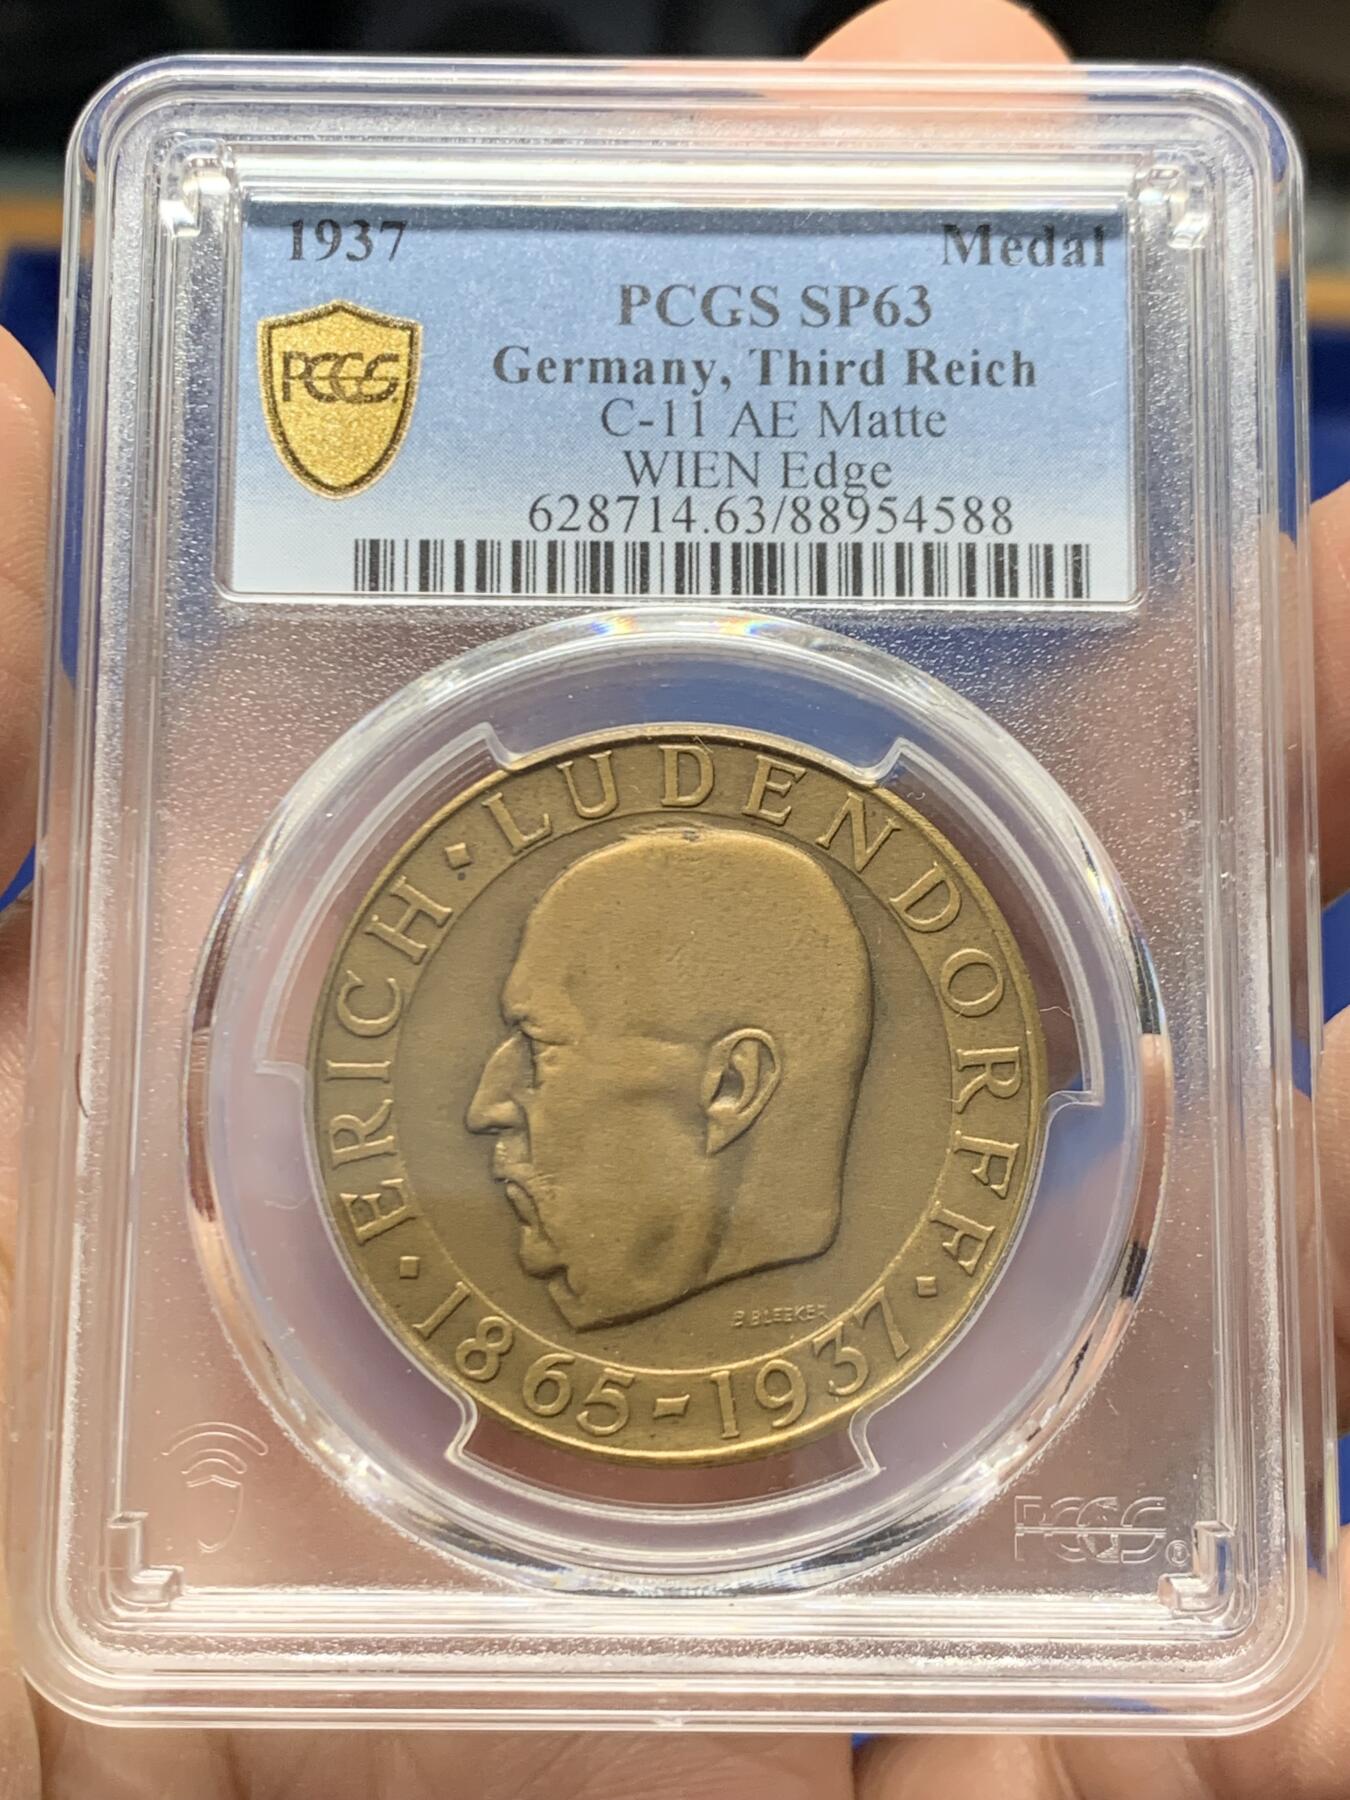 1937 Medal
PCGS SP63
PCGS
Germany, Third Reich
C-11 AE Matte
WIEN Edge
628714.63/88954588
ERICH · LUDENDORFF ·
1865-1937
B BLEEKER
PCGS®